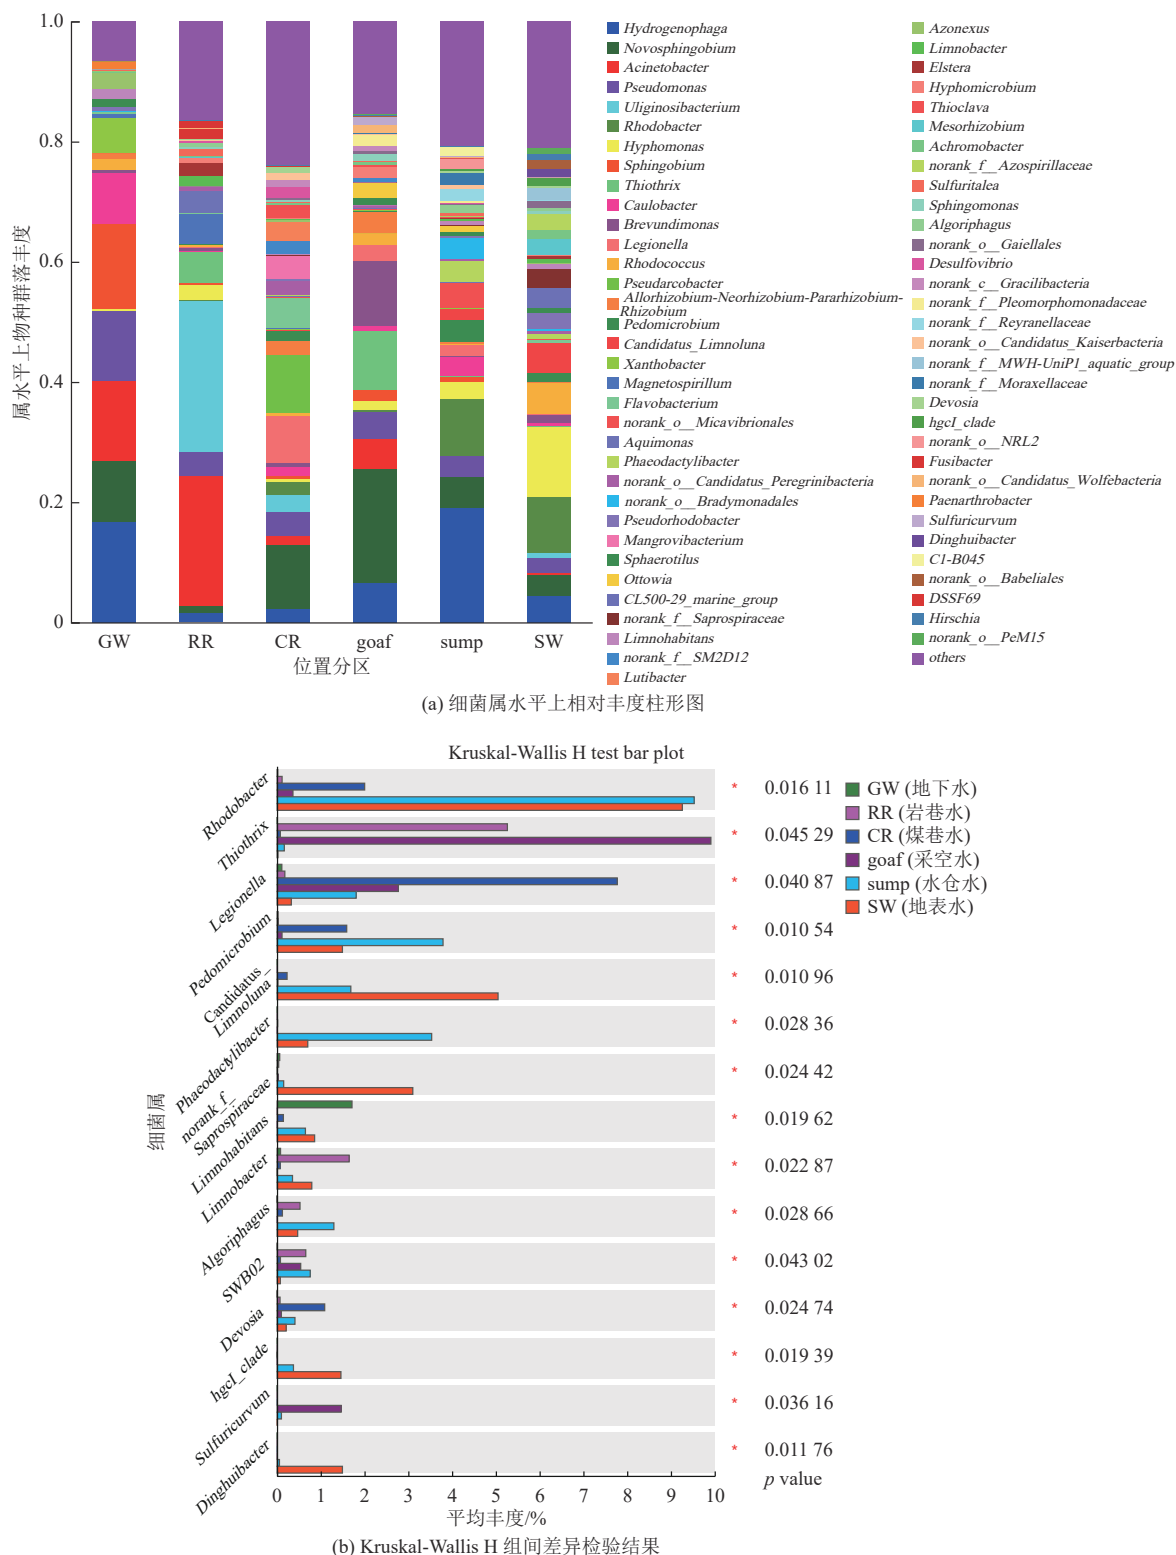 属水平上物种群落丰度
1.0
0.8
0.6
0.4
0.2
0
GW
RR
CR
goaf
sump
SW
位置分区
Hydrogenophaga
Novosphingobium
Acinetobacter
Pseudomonas
Uliginosibacterium
Rhodobacter
Hyphomonas
Sphingobium
Thiothrix
Caulobacter
Brevundimonas
Legionella
Rhodococcus
Pseudarcobacter
Allorhizobium-Neorhizobium-Pararhizobium-
Rhizobium
Pedomicrobium
Candidatus_Limnoluna
Xanthobacter
Magnetospirillum
Flavobacterium
norank_o__Micavibrionales
Aquimonas
Phaeodactylibacter
norank_o__Candidatus_Peregrinibacteria
norank_o__Bradymonadales
Pseudorhodobacter
Mangrovibacterium
Sphaerotilus
Ottowia
CL500-29_marine_group
norank_f__Saprospiraceae
Limnohabitans
norank_f__SM2D12
Lutibacter
Azonexus
Limnobacter
Elstera
Hyphomicrobium
Thioclava
Mesorhizobium
Achromobacter
norank_f__Azospirillaceae
Sulfuritalea
Sphingomonas
Algoriphagus
norank_o__Gaiellales
Desulfovibrio
norank_c__Gracilibacteria
norank_f__Pleomorphomonadaceae
norank_f__Reyranellaceae
norank_o__Candidatus_Kaiserbacteria
norank_f__MWH-UniP1_aquatic_group
norank_f__Moraxellaceae
Devosia
hgcI_clade
norank_o__NRL2
Fusibacter
norank_o__Candidatus_Wolfebacteria
Paenarthrobacter
Sulfuricurvum
Dinghuibacter
C1-B045
norank_o__Babeliales
DSSF69
Hirschia
norank_o__PeM15
others
(a) 细菌属水平上相对丰度柱形图
Kruskal-Wallis H test bar plot
细菌属
Rhodobacter * 0.016 11
Thiothrix * 0.045 29
Legionella * 0.040 87
Pedomicrobium * 0.010 54
Candidatus_
Limnoluna * 0.010 96
Phaeodactylibacter * 0.028 36
norank_f_
Saprospiraceae * 0.024 42
Limnohabitans * 0.019 62
Limnobacter * 0.022 87
Algoriphagus * 0.028 66
SWB02 * 0.043 02
Devosia * 0.024 74
hgcI_clade * 0.019 39
Sulfuricurvum * 0.036 16
Dinghuibacter * 0.011 76
p value
GW (地下水)
RR (岩巷水)
CR (煤巷水)
goaf (采空水)
sump (水仓水)
SW (地表水)
0 1 2 3 4 5 6 7 8 9 10
平均丰度/%
(b) Kruskal-Wallis H 组间差异检验结果